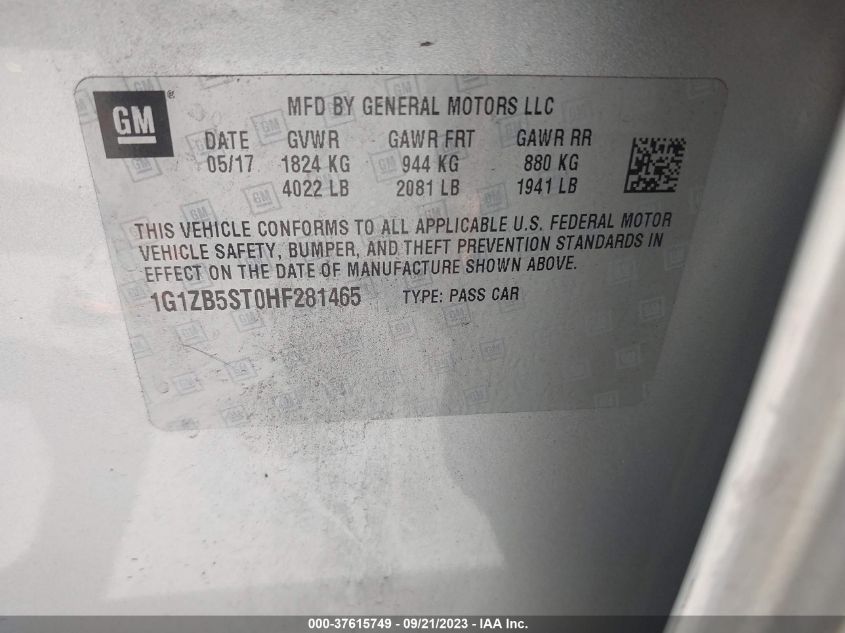 GM®
MFD BY GENERAL MOTORS LLC
DATE GVWR GAWR FRT GAWR RR
05/17 1824 KG 944 KG 880 KG
4022 LB 2081 LB 1941 LB
THIS VEHICLE CONFORMS TO ALL APPLICABLE U.S. FEDERAL MOTOR
VEHICLE SAFETY, BUMPER, AND THEFT PREVENTION STANDARDS IN
EFFECT ON THE DATE OF MANUFACTURE SHOWN ABOVE.
1G1ZB5ST0HF281465 TYPE: PASS CAR
000-37615749 - 09/21/2023 - IAA Inc.